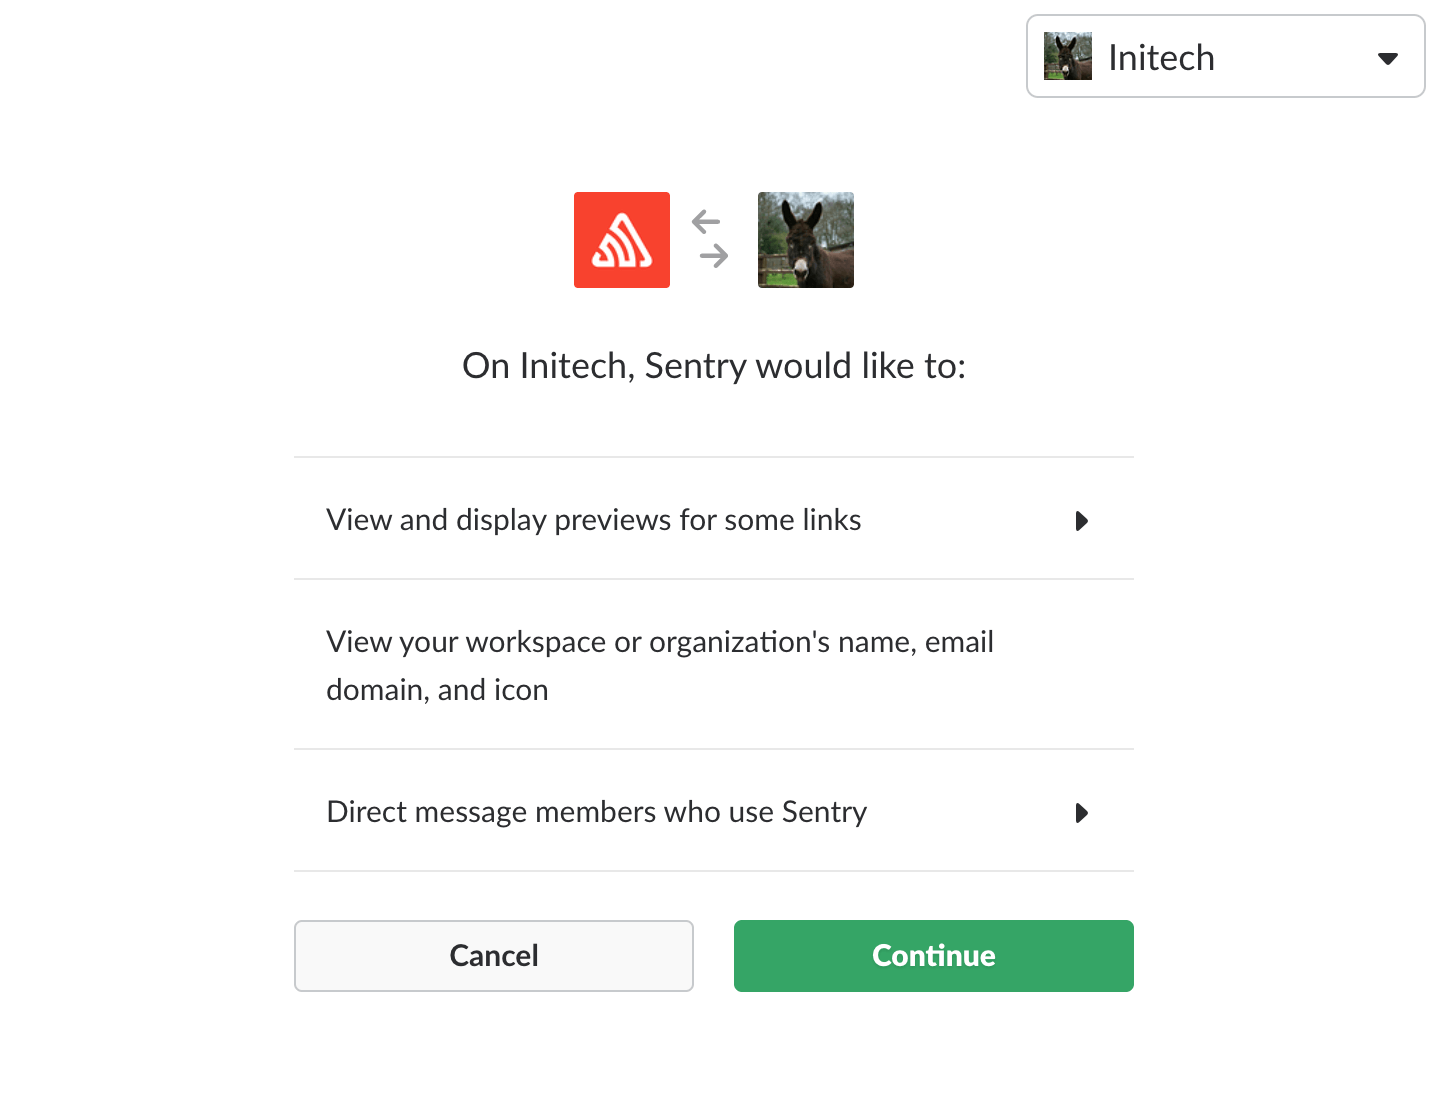 Initech
On Initech, Sentry would like to:
View and display previews for some links
View your workspace or organization's name, email
domain, and icon
Direct message members who use Sentry
Cancel
Continue